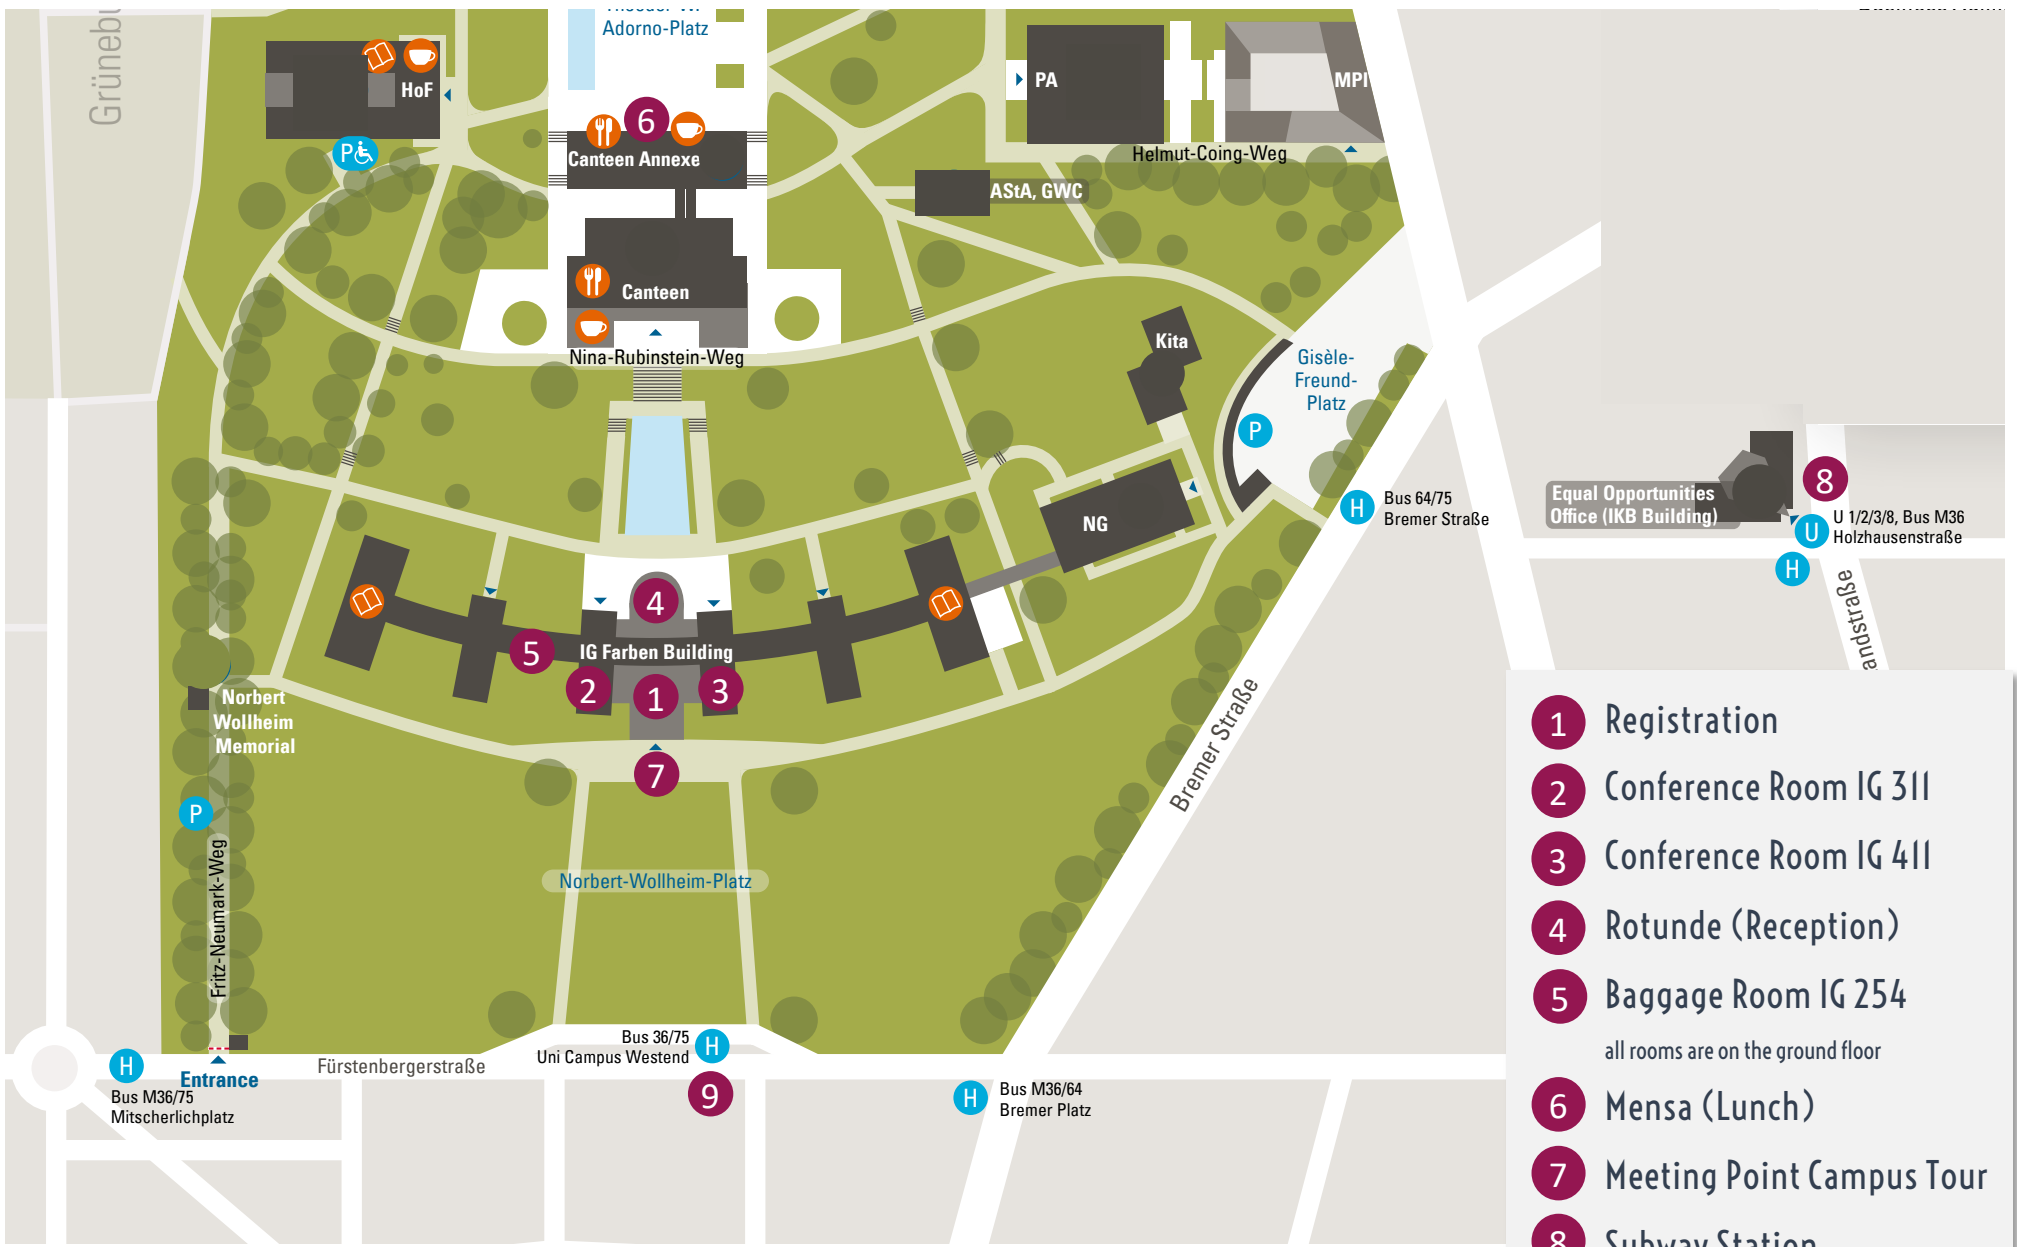 Adorno-Platz
HoF
PA
MPI
P
6
Canteen Annexe
Helmut-Coing-Weg
AStA, GWC
Canteen
Nina-Rubinstein-Weg
Kita
Gisèle-
Freund-
Platz
P
H
Bus 64/75
Bremer Straße
NG
8
Equal Opportunities
Office (IKB Building)
U
U 1/2/3/8, Bus M36
Holzhausenstraße
H
andstraße
4
5
IG Farben Building
2
1
3
7
Norbert
Wollheim
Memorial
P
Fritz-Neumark-Weg
Bremer Straße
Norbert-Wollheim-Platz
Bus 36/75
Uni Campus Westend
H
9
Fürstenbergerstraße
H
Entrance
Bus M36/75
Mitscherlichplatz
H
Bus M36/64
Bremer Platz
1 Registration
2 Conference Room IG 311
3 Conference Room IG 411
4 Rotunde (Reception)
5 Baggage Room IG 254
all rooms are on the ground floor
6 Mensa (Lunch)
7 Meeting Point Campus Tour
8 Subway Station